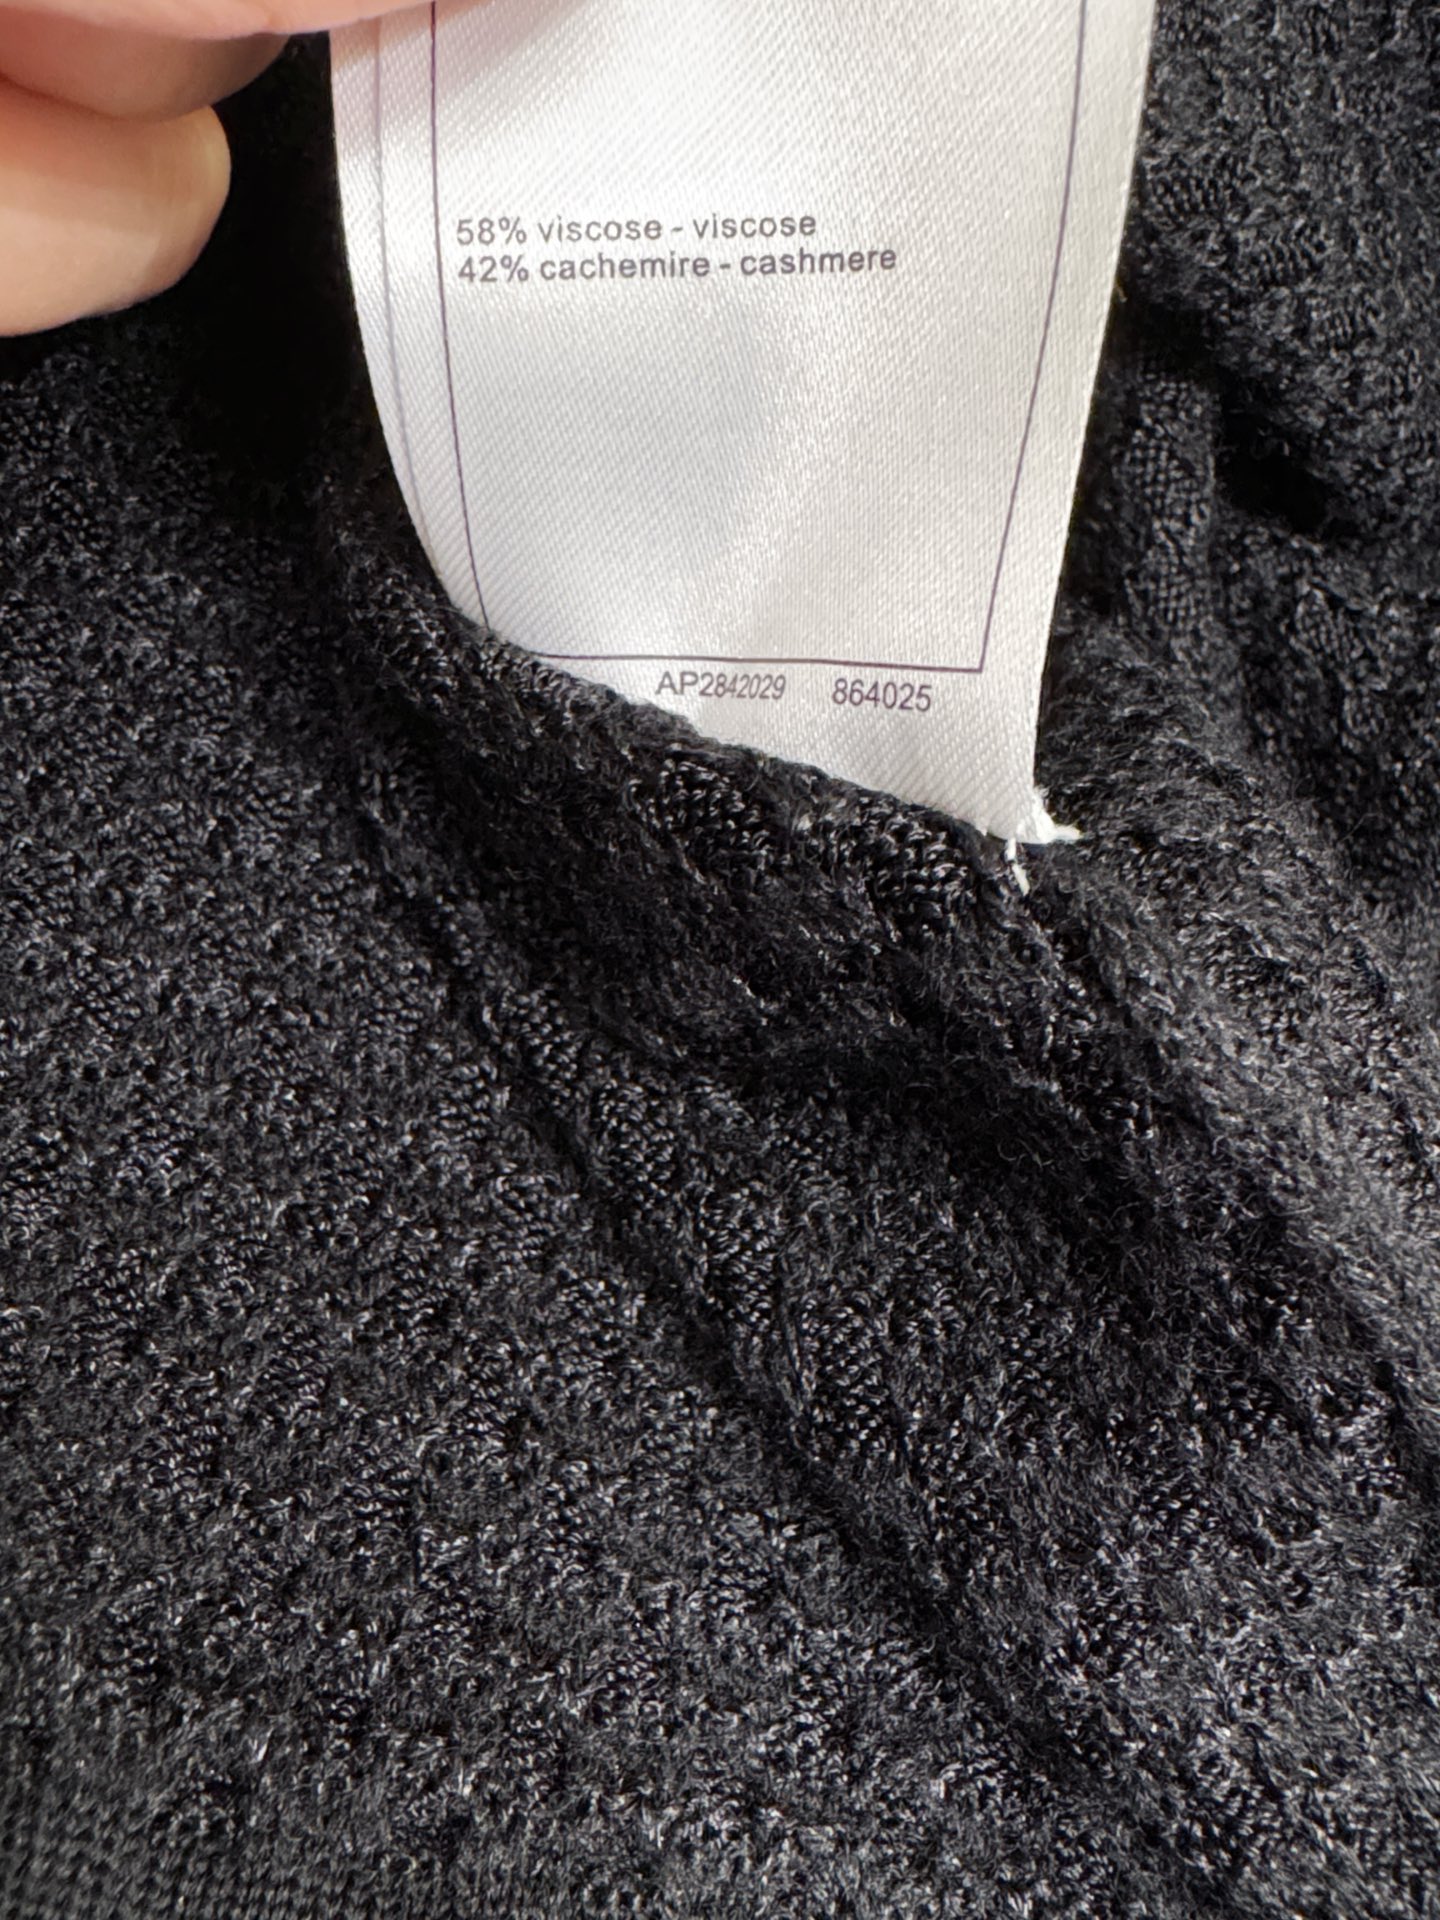 58% viscose - viscose
42% cachemire - cashmere
AP2842029 864025